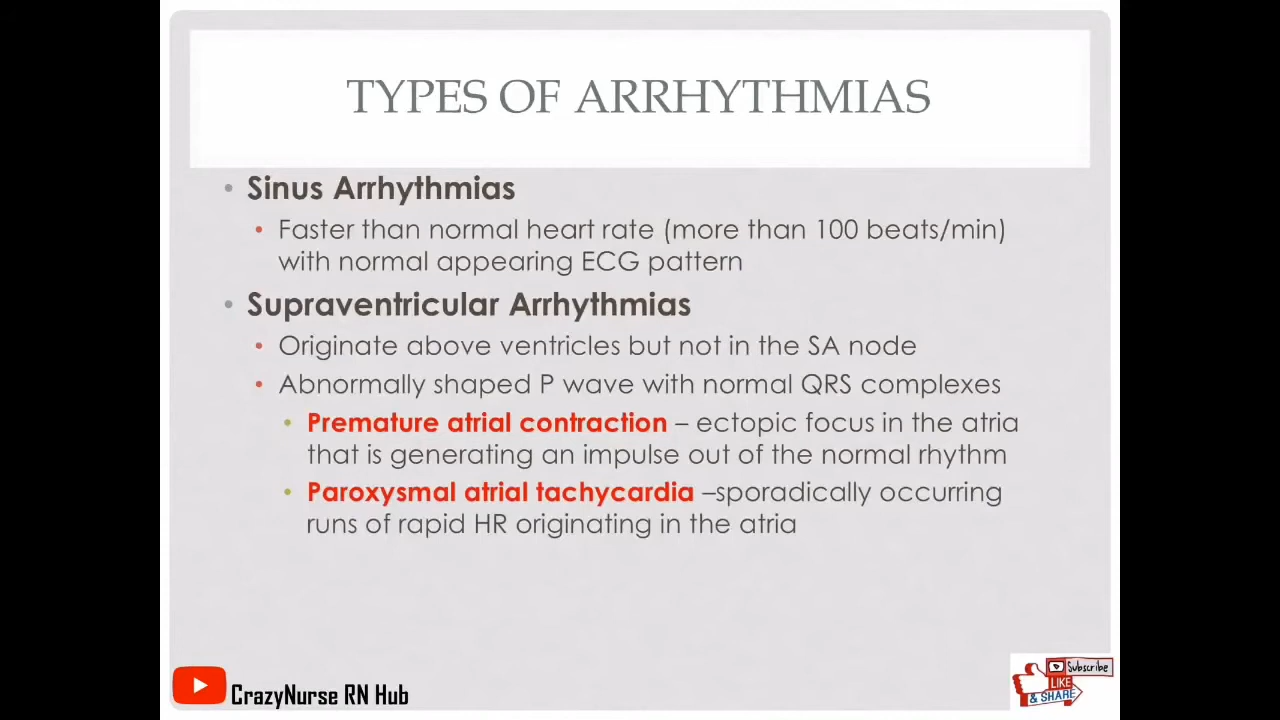 TYPES OF ARRHYTHMIAS
• Sinus Arrhythmias
• Faster than normal heart rate (more than 100 beats/min)
with normal appearing ECG pattern
• Supraventricular Arrhythmias
• Originate above ventricles but not in the SA node
• Abnormally shaped P wave with normal QRS complexes
• Premature atrial contraction – ectopic focus in the atria
that is generating an impulse out of the normal rhythm
• Paroxysmal atrial tachycardia –sporadically occurring
runs of rapid HR originating in the atria
CrazyNurse RN Hub
Subscribe
LIKE
& SHARE